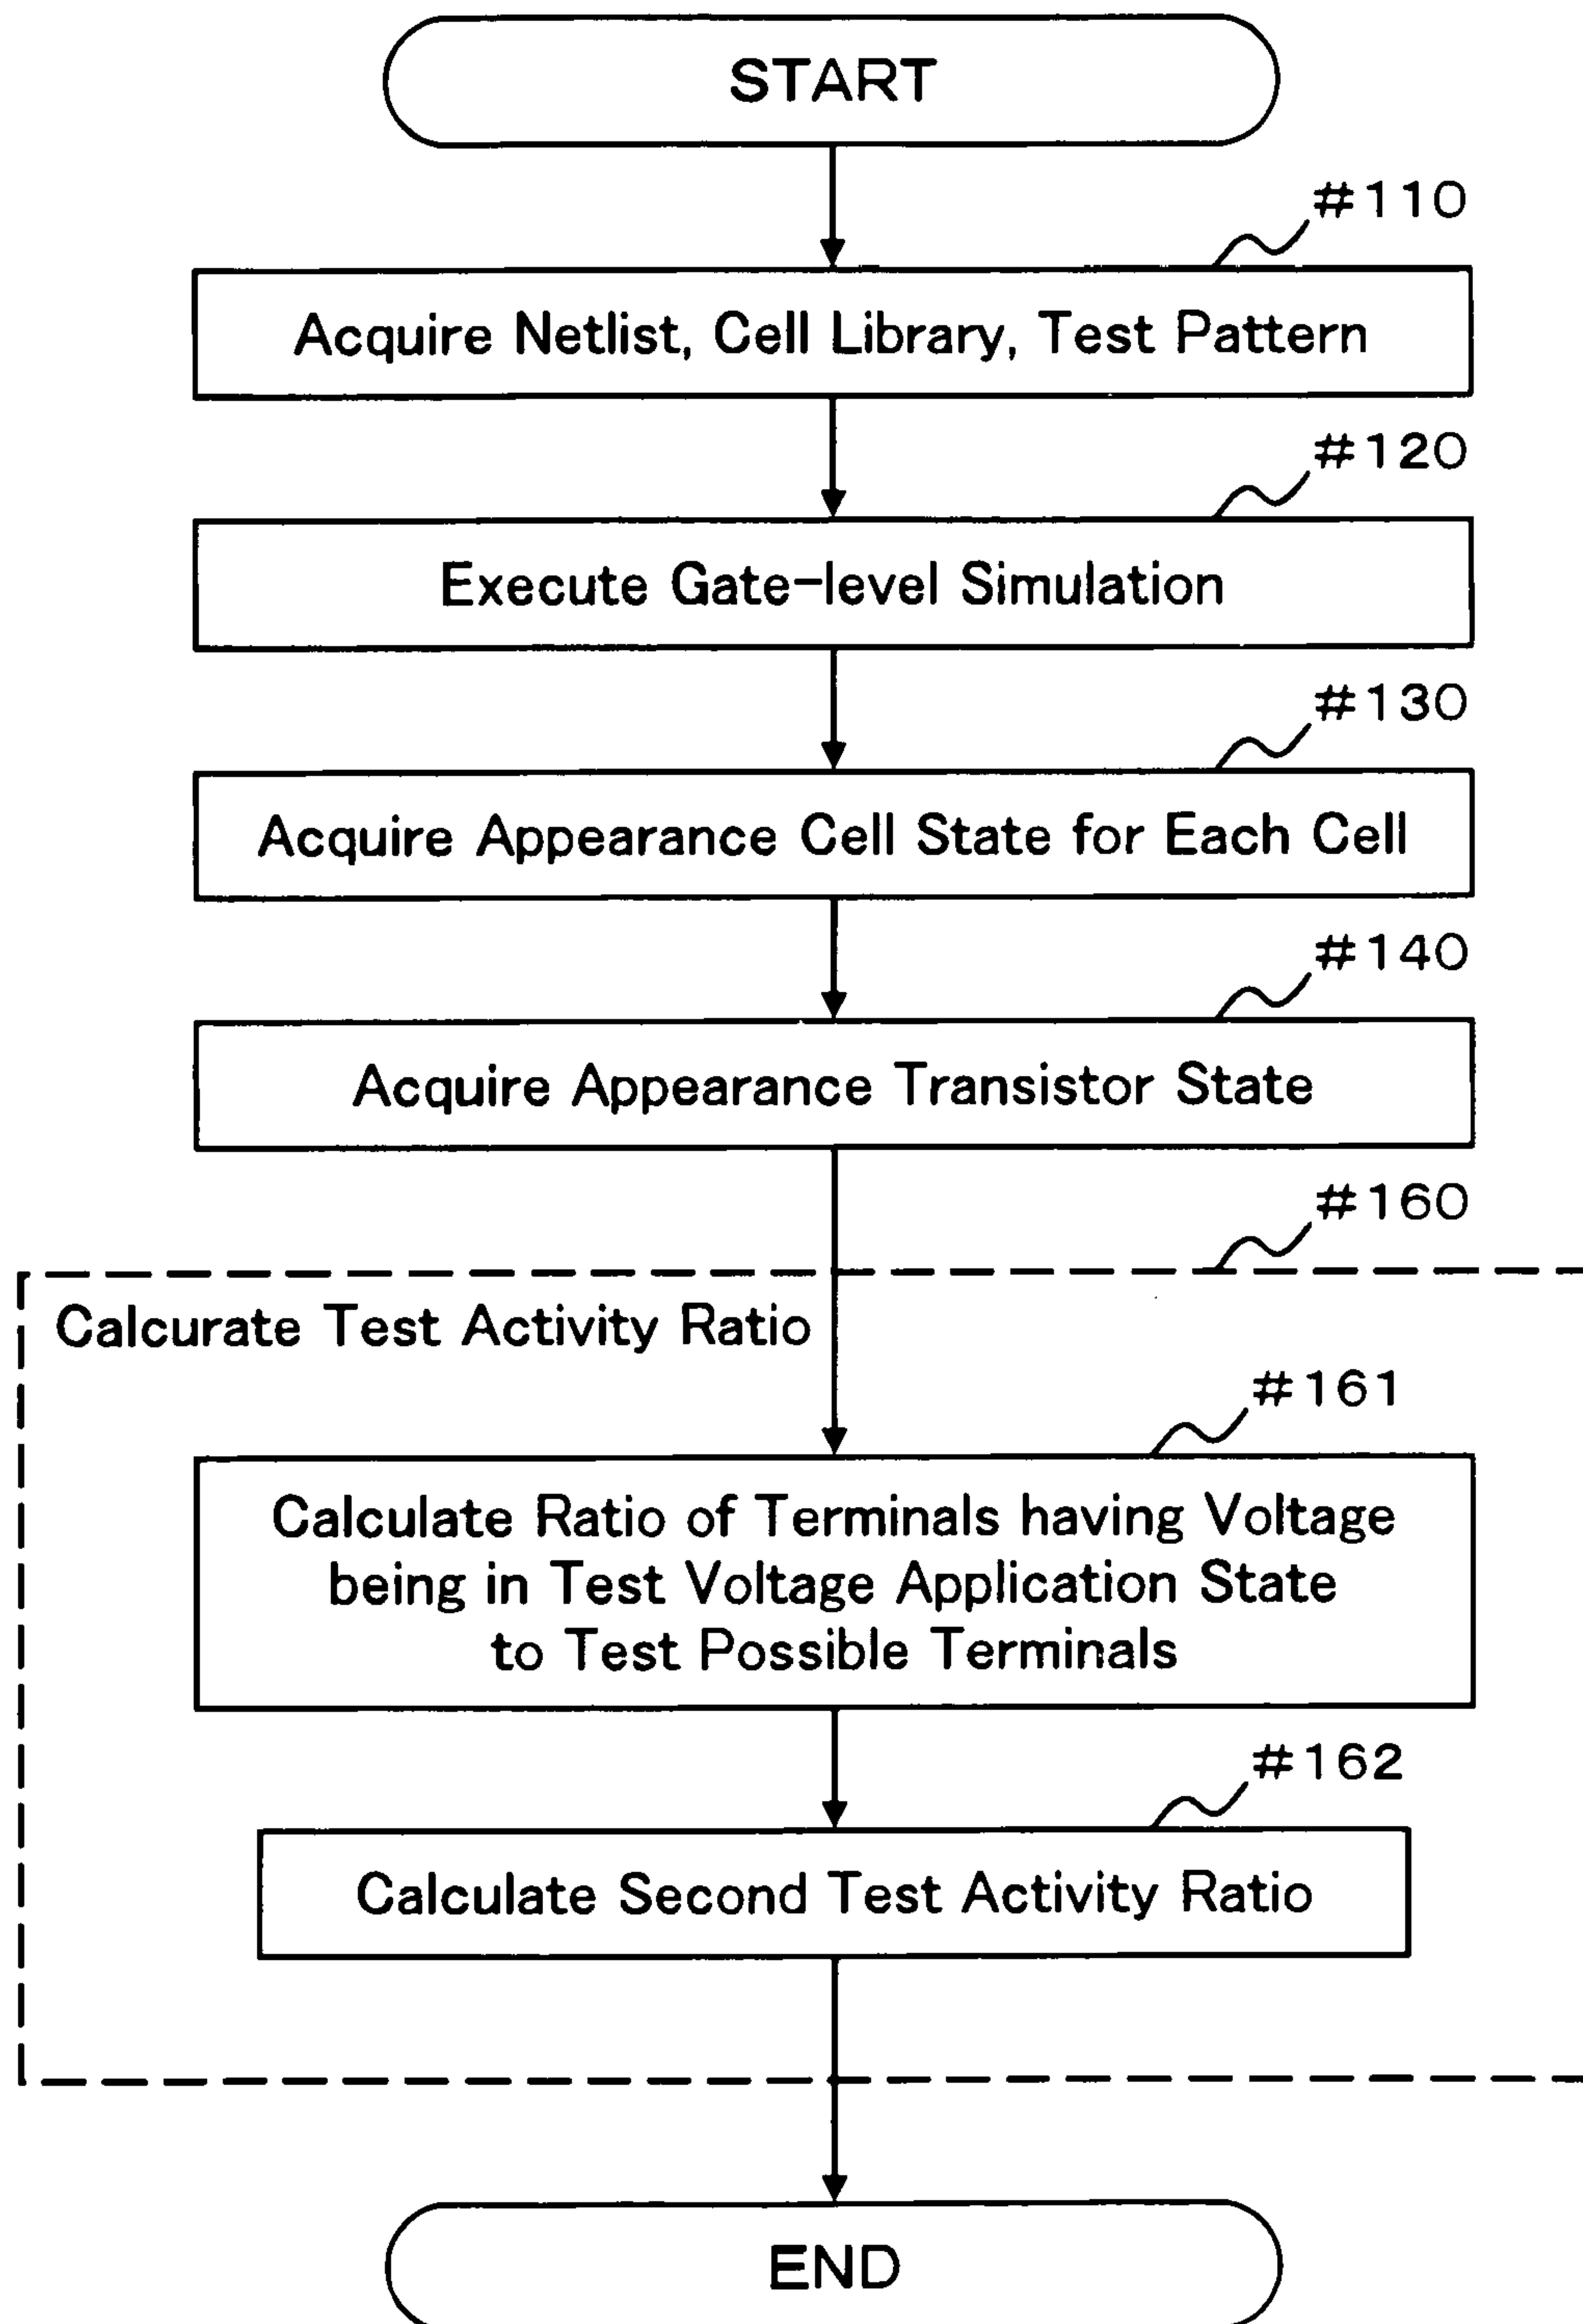 START
#110
Acquire Netlist, Cell Library, Test Pattern
#120
Execute Gate-level Simulation
#130
Acquire Appearance Cell State for Each Cell
#140
Acquire Appearance Transistor State
#160
Calcurate Test Activity Ratio
#161
Calculate Ratio of Terminals having Voltage
being in Test Voltage Application State
to Test Possible Terminals
#162
Calculate Second Test Activity Ratio
END